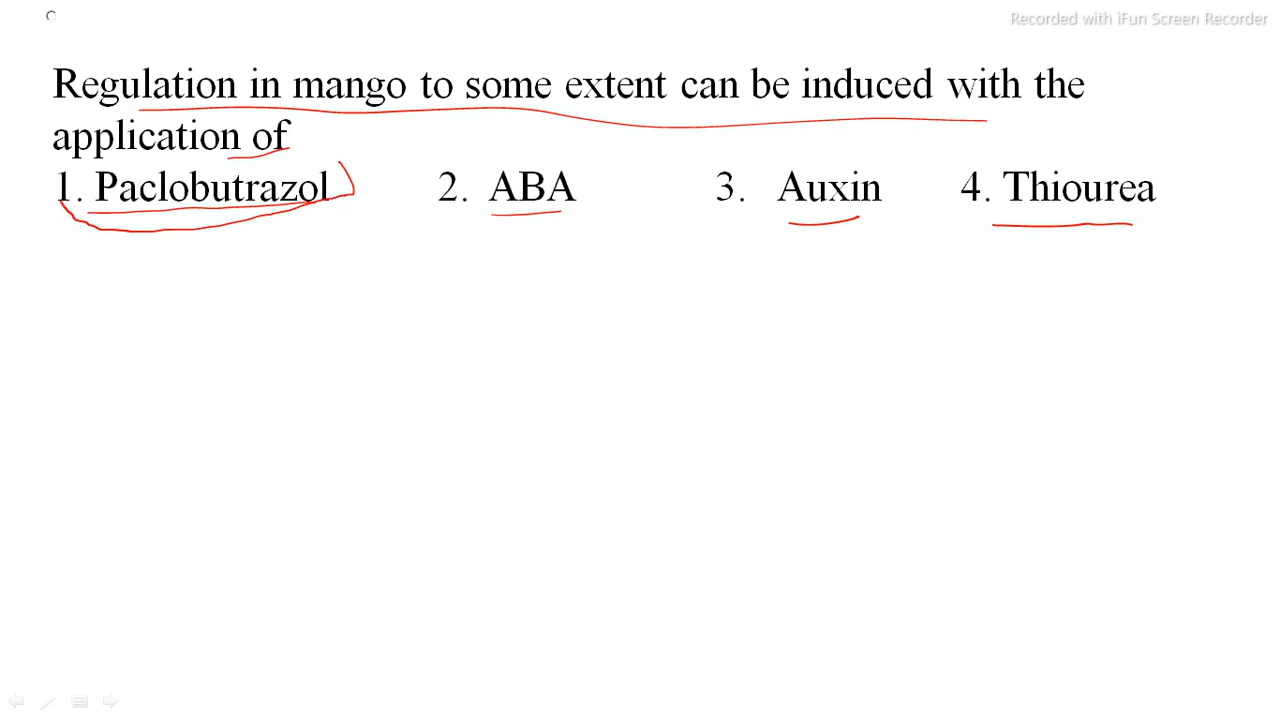 Recorded with iFun Screen Recorder
Regulation in mango to some extent can be induced with the
application of
1. Paclobutrazol 2. ABA 3. Auxin 4. Thiourea